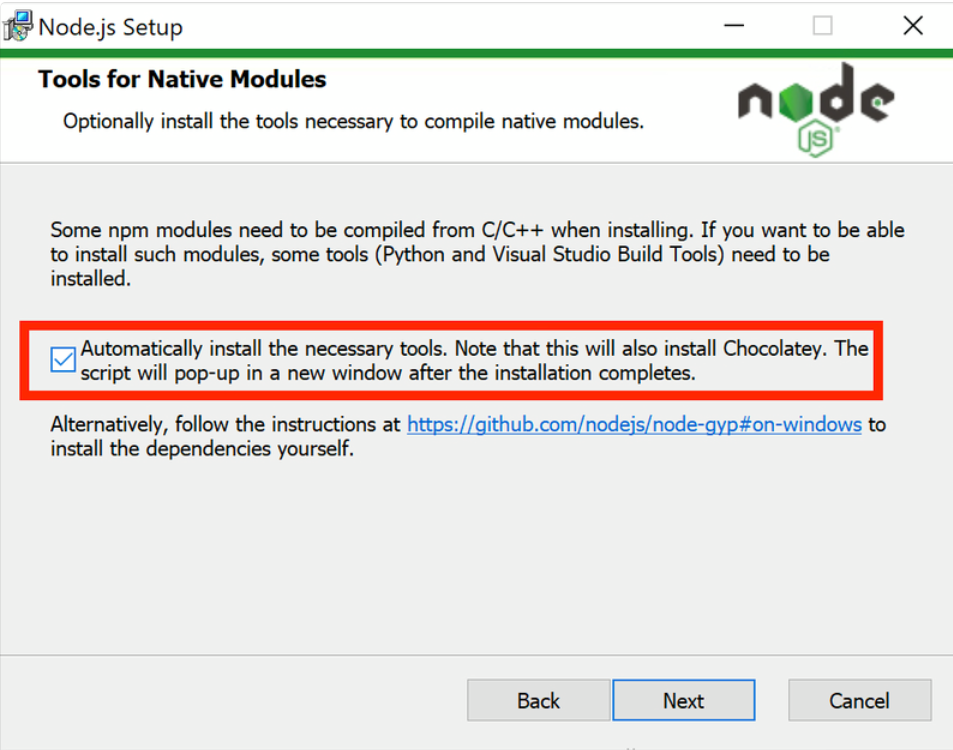 Node.js Setup
Tools for Native Modules
Optionally install the tools necessary to compile native modules.
node
JS
Some npm modules need to be compiled from C/C++ when installing. If you want to be able
to install such modules, some tools (Python and Visual Studio Build Tools) need to be
installed.
Automatically install the necessary tools. Note that this will also install Chocolatey. The
script will pop-up in a new window after the installation completes.
Alternatively, follow the instructions at https://github.com/nodejs/node-gyp#on-windows to
install the dependencies yourself.
Back Next Cancel